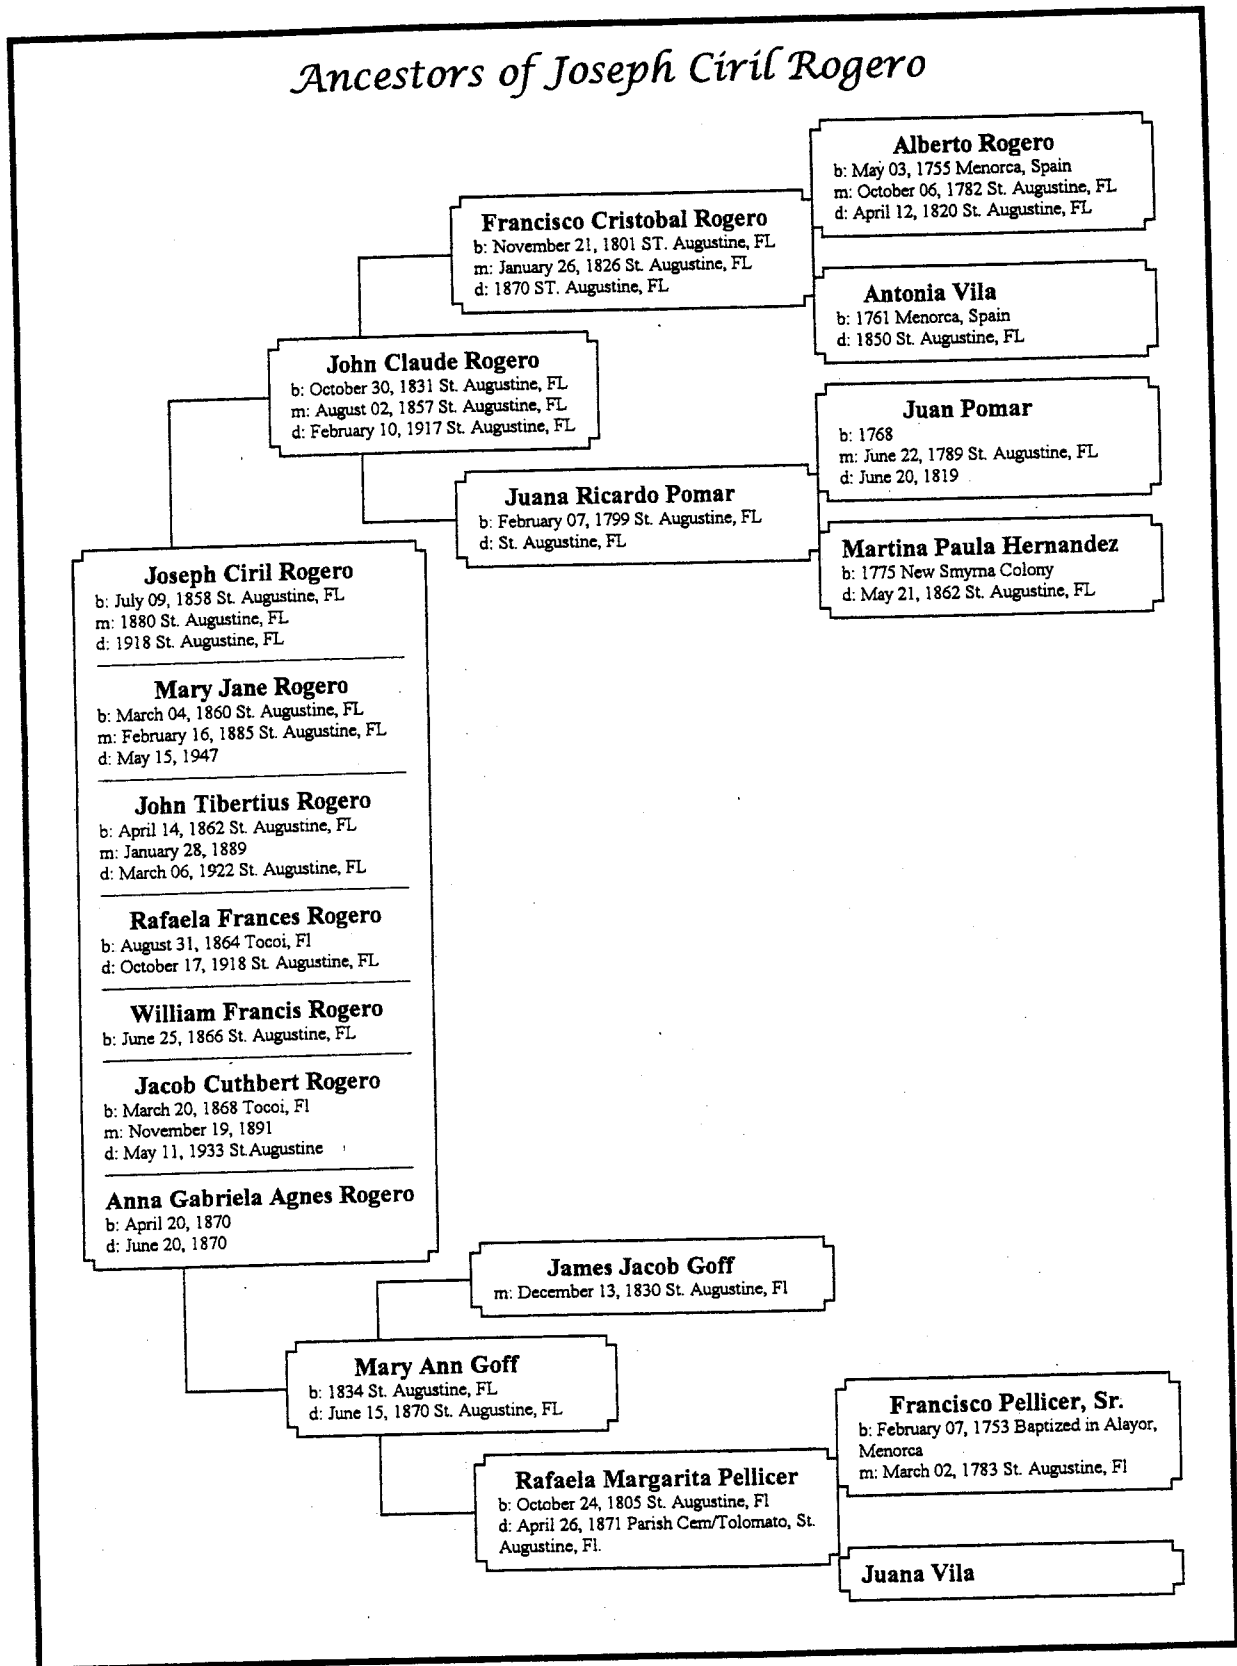 Ancestors of Joseph Ciril Rogero
Alberto Rogero
b: May 03, 1755 Menorca, Spain
m: October 06, 1782 St. Augustine, FL
d: April 12, 1820 St. Augustine, FL
Francisco Cristobal Rogero
b: November 21, 1801 ST. Augustine, FL
m: January 26, 1826 St. Augustine, FL
d: 1870 ST. Augustine, FL
Antonia Vila
b: 1761 Menorca, Spain
d: 1850 St. Augustine, FL
John Claude Rogero
b: October 30, 1831 St. Augustine, FL
m: August 02, 1857 St. Augustine, FL
d: February 10, 1917 St. Augustine, FL
Juan Pomar
b: 1768
m: June 22, 1789 St. Augustine, FL
d: June 20, 1819
Juana Ricardo Pomar
b: February 07, 1799 St. Augustine, FL
d: St. Augustine, FL
Martina Paula Hernandez
b: 1775 New Smyrna Colony
d: May 21, 1862 St. Augustine, FL
Joseph Ciril Rogero
b: July 09, 1858 St. Augustine, FL
m: 1880 St. Augustine, FL
d: 1918 St. Augustine, FL
Mary Jane Rogero
b: March 04, 1860 St. Augustine, FL
m: February 16, 1885 St. Augustine, FL
d: May 15, 1947
John Tibertius Rogero
b: April 14, 1862 St. Augustine, FL
m: January 28, 1889
d: March 06, 1922 St. Augustine, FL
Rafaela Frances Rogero
b: August 31, 1864 Tocoi, Fl
d: October 17, 1918 St. Augustine, FL
William Francis Rogero
b: June 25, 1866 St. Augustine, FL
Jacob Cuthbert Rogero
b: March 20, 1868 Tocoi, Fl
m: November 19, 1891
d: May 11, 1933 St.Augustine
Anna Gabriela Agnes Rogero
b: April 20, 1870
d: June 20, 1870
James Jacob Goff
m: December 13, 1830 St. Augustine, Fl
Mary Ann Goff
b: 1834 St. Augustine, FL
d: June 15, 1870 St. Augustine, FL
Francisco Pellicer, Sr.
b: February 07, 1753 Baptized in Alayor,
Menorca
m: March 02, 1783 St. Augustine, Fl
Rafaela Margarita Pellicer
b: October 24, 1805 St. Augustine, Fl
d: April 26, 1871 Parish Cem/Tolomato, St.
Augustine, Fl.
Juana Vila